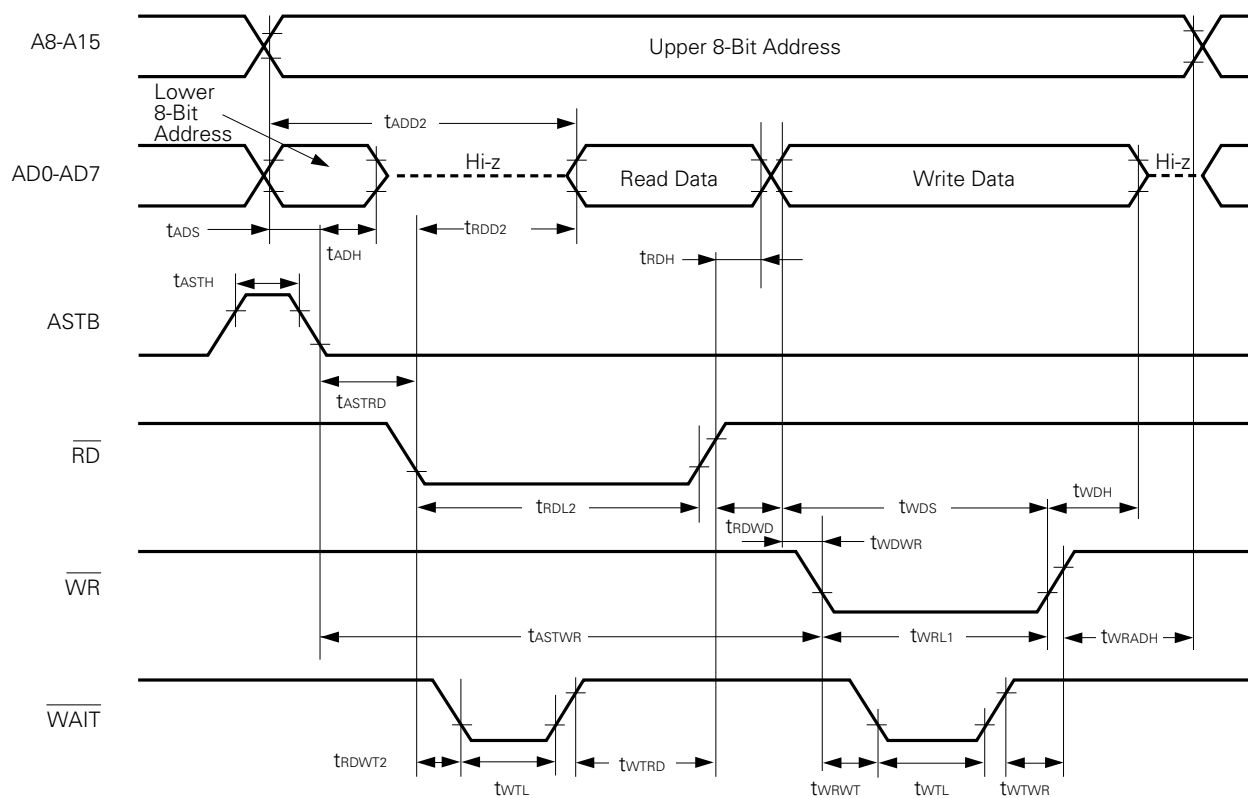 A8-A15
Upper 8-Bit Address
Lower
8-Bit
Address
tADD2
AD0-AD7
Hi-z
Read Data
Write Data
Hi-z
tADS
tADH
tRDD2
tRDH
tASTH
ASTB
tASTRD
RD
tRDL2
tRDWD
tWDS
tWDH
tWDWR
WR
tASTWR
tWRL1
tWRADH
WAIT
tRDWT2
tWTL
tWTRD
tWRWT
tWTL
tWTWR